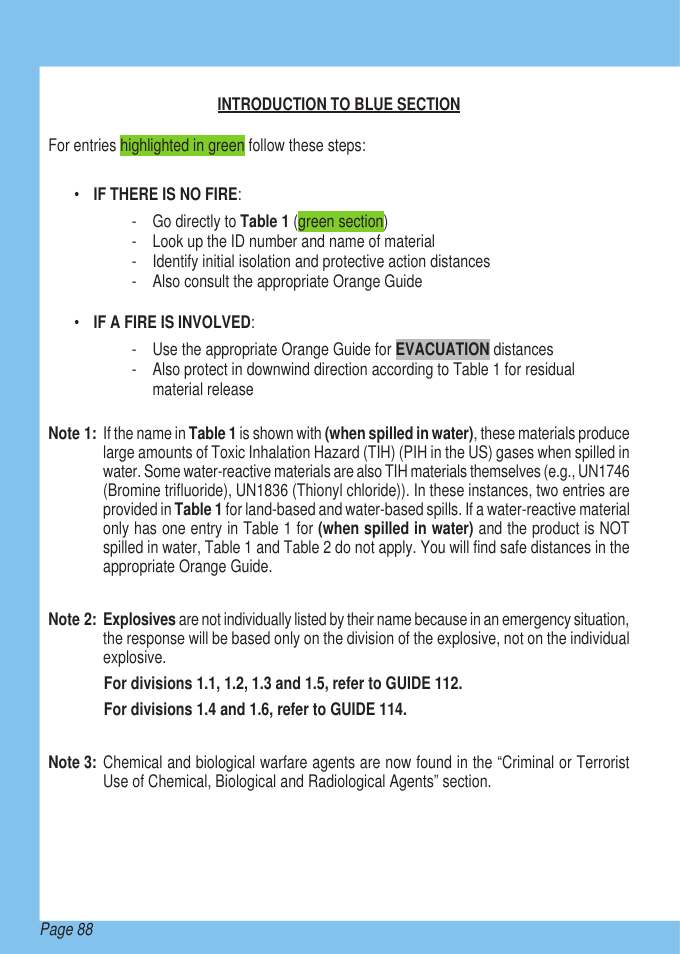 INTRODUCTION TO BLUE SECTION
For entries highlighted in green follow these steps:
• IF THERE IS NO FIRE:
- Go directly to Table 1 (green section)
- Look up the ID number and name of material
- Identify initial isolation and protective action distances
- Also consult the appropriate Orange Guide
• IF A FIRE IS INVOLVED:
- Use the appropriate Orange Guide for EVACUATION distances
- Also protect in downwind direction according to Table 1 for residual
material release
Note 1: If the name in Table 1 is shown with (when spilled in water), these materials produce
large amounts of Toxic Inhalation Hazard (TIH) (PIH in the US) gases when spilled in
water. Some water-reactive materials are also TIH materials themselves (e.g., UN1746
(Bromine trifluoride), UN1836 (Thionyl chloride)). In these instances, two entries are
provided in Table 1 for land-based and water-based spills. If a water-reactive material
only has one entry in Table 1 for (when spilled in water) and the product is NOT
spilled in water, Table 1 and Table 2 do not apply. You will find safe distances in the
appropriate Orange Guide.
Note 2: Explosives are not individually listed by their name because in an emergency situation,
the response will be based only on the division of the explosive, not on the individual
explosive.
For divisions 1.1, 1.2, 1.3 and 1.5, refer to GUIDE 112.
For divisions 1.4 and 1.6, refer to GUIDE 114.
Note 3: Chemical and biological warfare agents are now found in the “Criminal or Terrorist
Use of Chemical, Biological and Radiological Agents” section.
Page 88